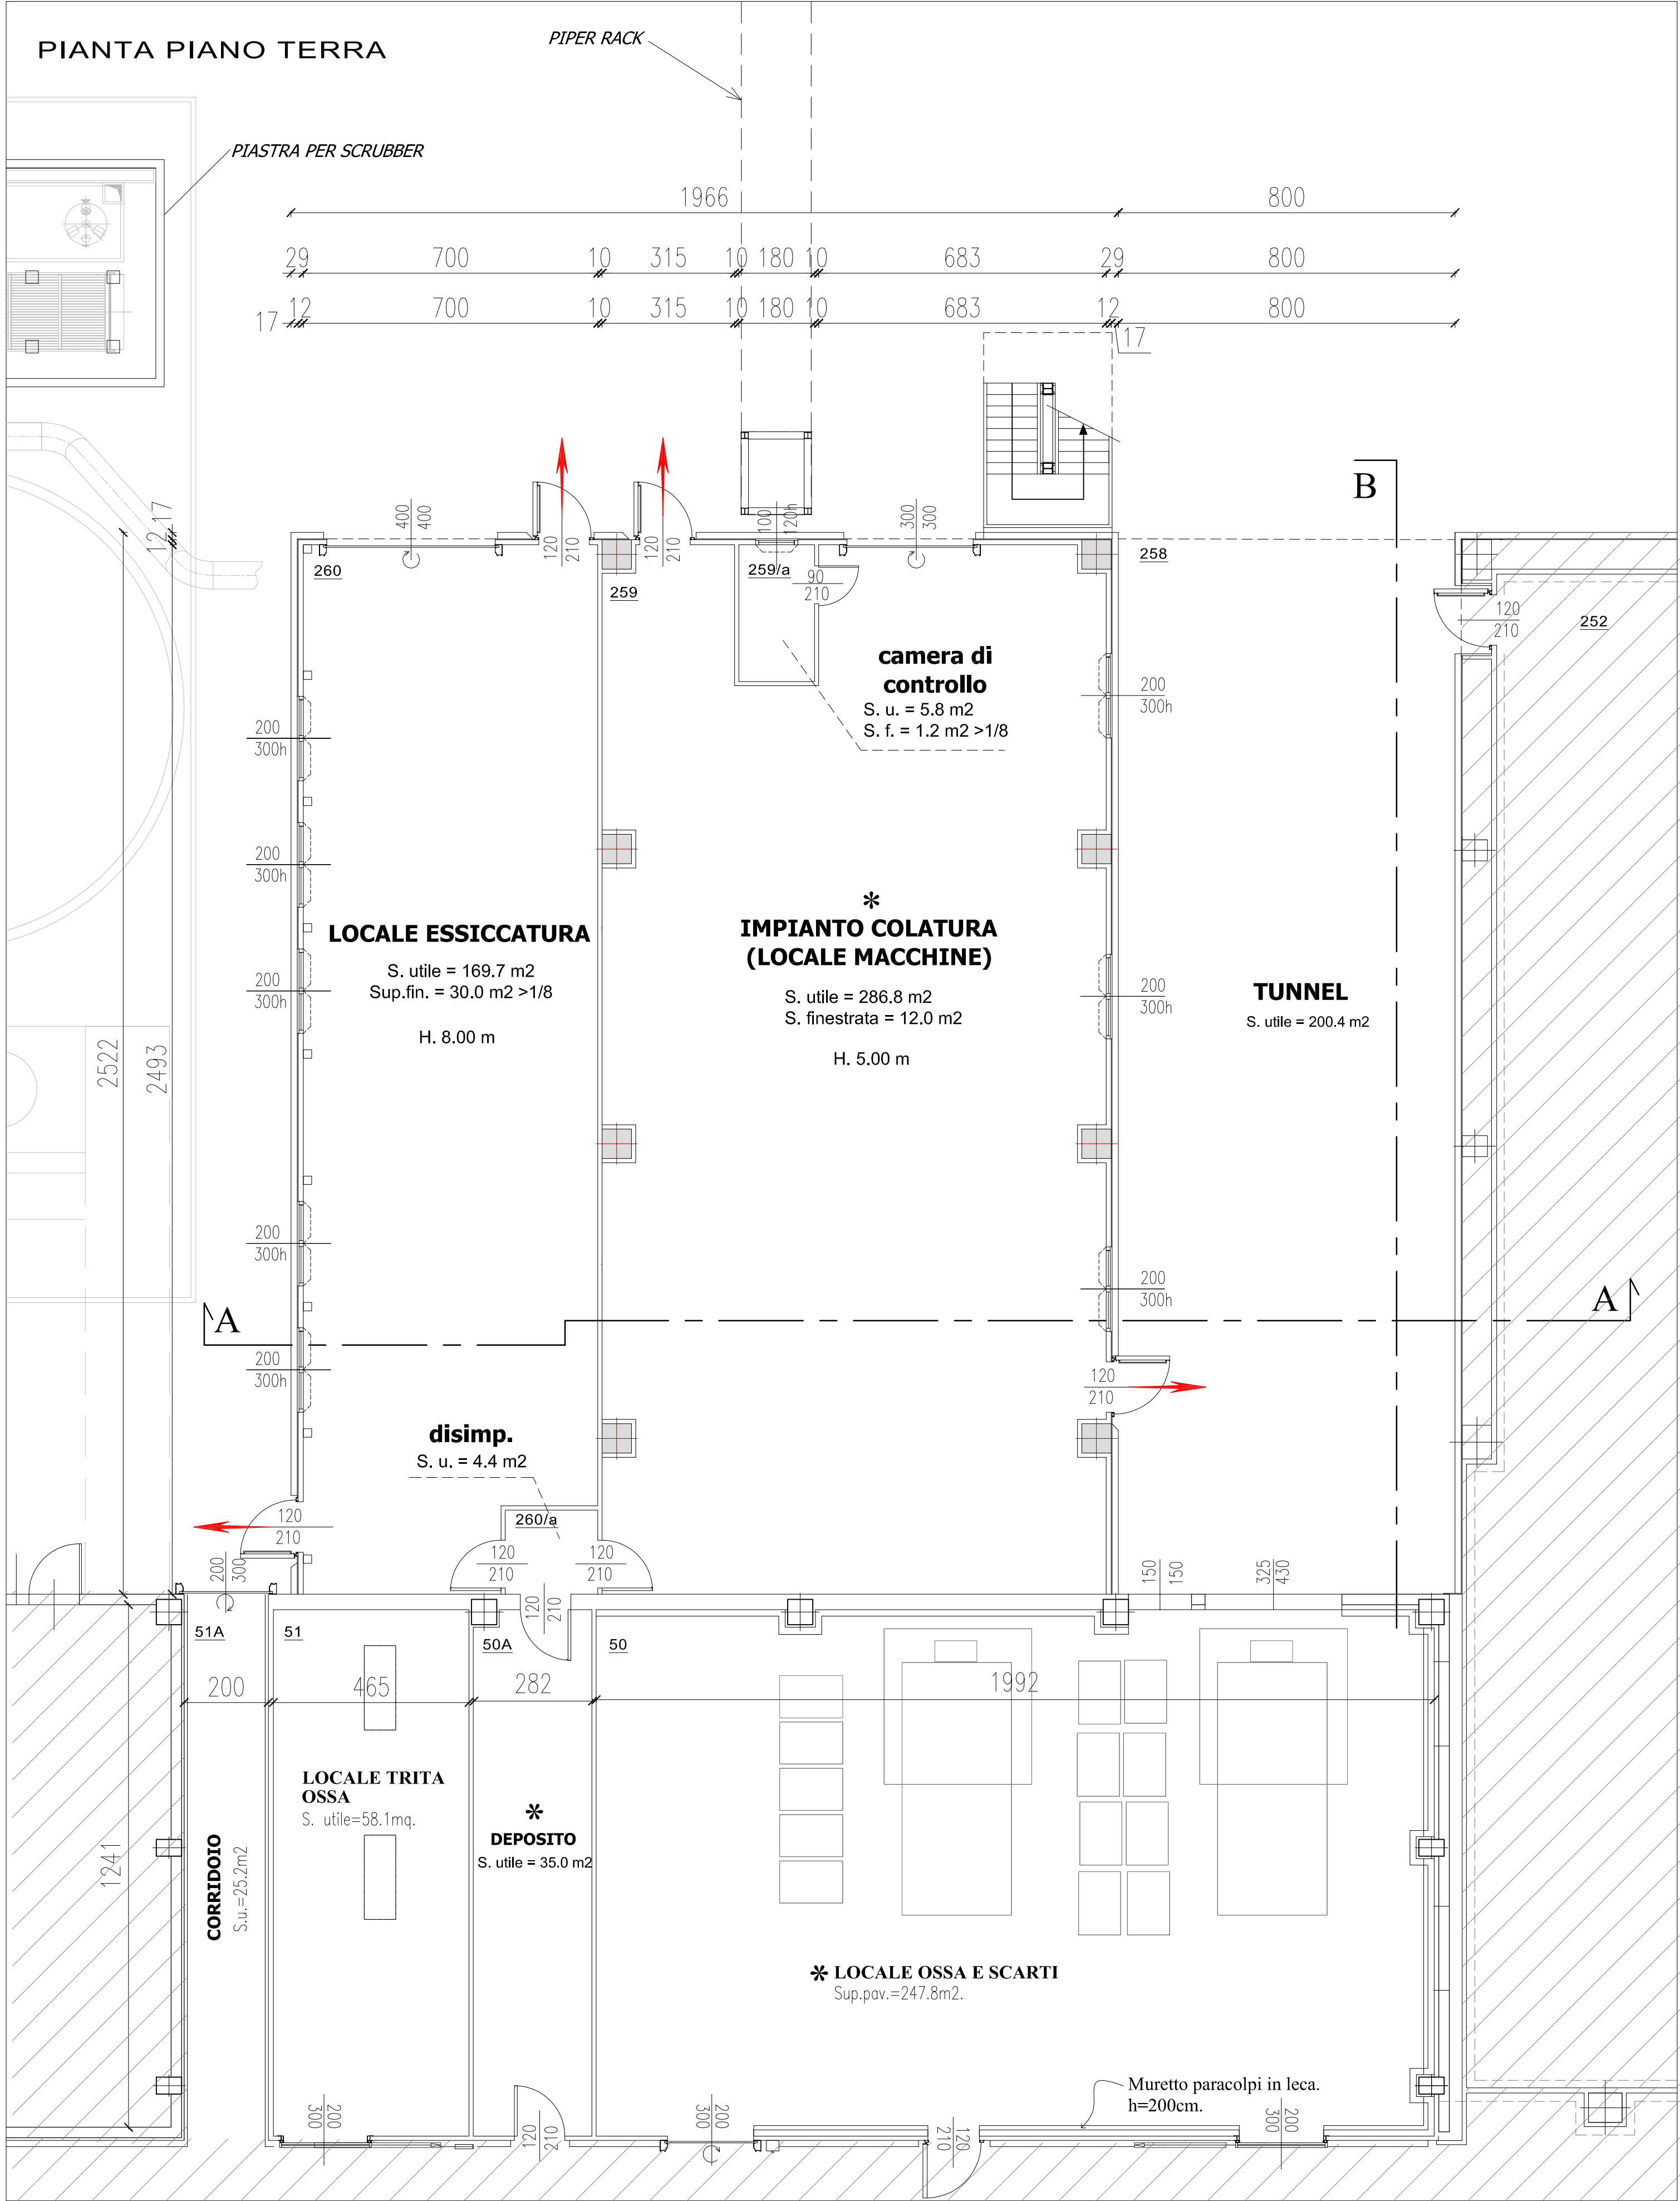 PIANTA PIANO TERRA
PIPER RACK
PIASTRA PER SCRUBBER
1966
800
29
700
10
315
10
180
10
683
29
800
17
12
700
10
315
10
180
10
683
12
17
800
12
17
400
400
120
210
120
210
100
120h
300
300
B
260
259
259/a
90
210
258
120
210
252
camera di
controllo
S. u. = 5.8 m2
S. f. = 1.2 m2 >1/8
200
300h
200
300h
200
300h
*
LOCALE ESSICCATURA
IMPIANTO COLATURA
(LOCALE MACCHINE)
S. utile = 169.7 m2
Sup.fin. = 30.0 m2 >1/8
H. 8.00 m
S. utile = 286.8 m2
S. finestrata = 12.0 m2
H. 5.00 m
200
300h
200
300h
TUNNEL
S. utile = 200.4 m2
2522
2493
200
300h
200
300h
A
A
200
300h
120
210
disimp.
S. u. = 4.4 m2
120
210
260/a
120
210
120
210
200
300
120
210
150
150
325
430
51A
51
50A
50
200
465
282
1992
LOCALE TRITA
OSSA
S. utile=58.1mq.
*
DEPOSITO
S. utile = 35.0 m2
1241
CORRIDOIO
S.u.=25.2m2
* LOCALE OSSA E SCARTI
Sup.pav.=247.8m2.
Muretto paracolpi in leca.
h=200cm.
300
200
120
210
300
200
210
120
300
200